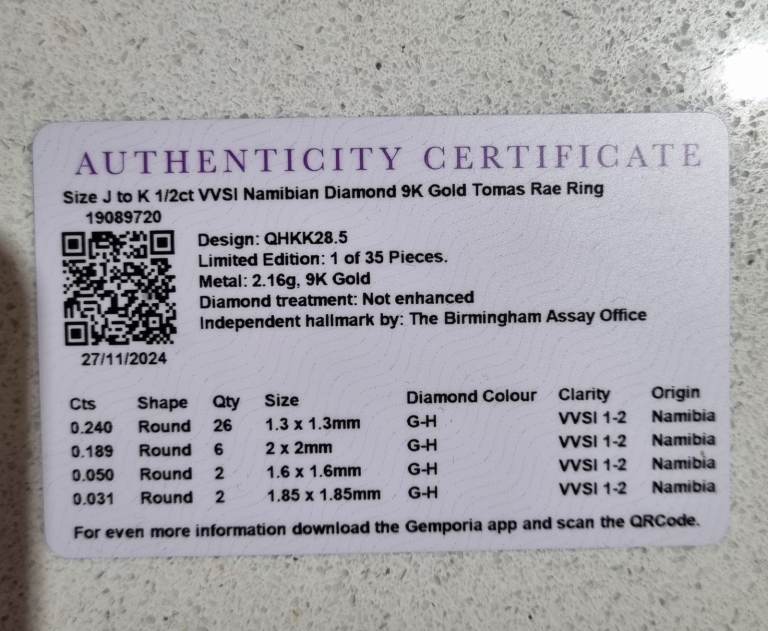 AUTHENTICITY CERTIFICATE
Size J to K 1/2ct VVSI Namibian Diamond 9K Gold Tomas Rae Ring
19089720
Design: QHKK28.5
Limited Edition: 1 of 35 Pieces.
Metal: 2.16g, 9K Gold
Diamond treatment: Not enhanced
Independent hallmark by: The Birmingham Assay Office
27/11/2024
Cts Shape Qty Size Diamond Colour Clarity Origin
0.240 Round 26 1.3 x 1.3mm G-H VVSI 1-2 Namibia
0.189 Round 6 2 x 2mm G-H VVSI 1-2 Namibia
0.050 Round 2 1.6 x 1.6mm G-H VVSI 1-2 Namibia
0.031 Round 2 1.85 x 1.85mm G-H VVSI 1-2 Namibia
For even more information download the Gemporia app and scan the QRCode.